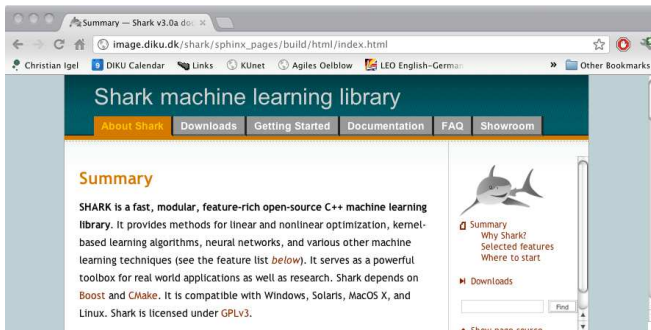 Summary — Shark v3.0a doc
image.diku.dk/shark/sphinx_pages/build/html/index.html
Christian Igel 9 DIKU Calendar Links KUnet Agiles Oelblow LEO English-German » Other Bookmarks
Shark machine learning library
About Shark Downloads Getting Started Documentation FAQ Showroom
Summary
SHARK is a fast, modular, feature-rich open-source C++ machine learning
library. It provides methods for linear and nonlinear optimization, kernel-
based learning algorithms, neural networks, and various other machine
learning techniques (see the feature list below). It serves as a powerful
toolbox for real world applications as well as research. Shark depends on
Boost and CMake. It is compatible with Windows, Solaris, MacOS X, and
Linux. Shark is licensed under GPLv3.
Summary
Why Shark?
Selected features
Where to start
Downloads
Find
Show page source